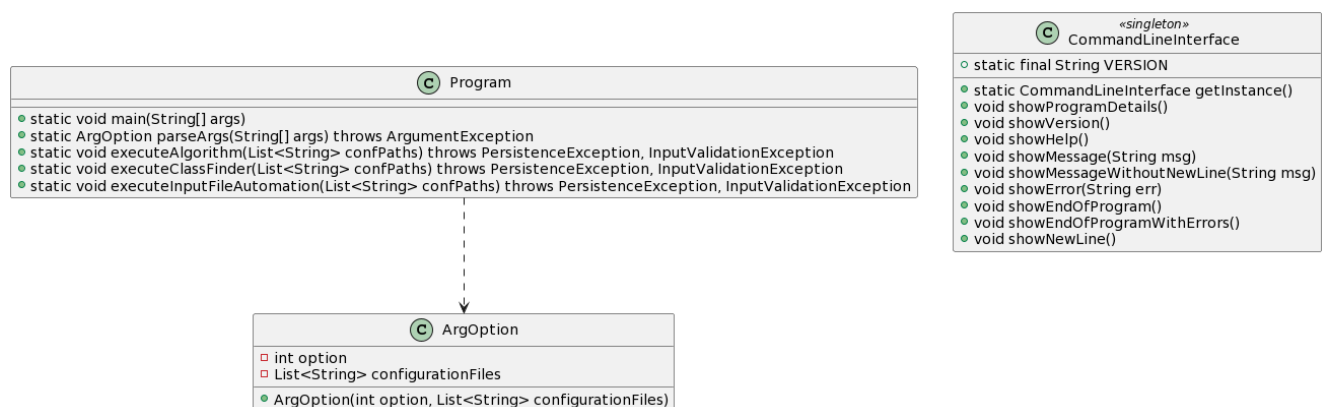 C Program
static void main(String[] args)
static ArgOption parseArgs(String[] args) throws ArgumentException
static void executeAlgorithm(List<String> confPaths) throws PersistenceException, InputValidationException
static void executeClassFinder(List<String> confPaths) throws PersistenceException, InputValidationException
static void executeInputFileAutomation(List<String> confPaths) throws PersistenceException, InputValidationException
«singleton»
C CommandLineInterface
static final String VERSION
static CommandLineInterface getInstance()
void showProgramDetails()
void showVersion()
void showHelp()
void showMessage(String msg)
void showMessageWithoutNewLine(String msg)
void showError(String err)
void showEndOfProgram()
void showEndOfProgramWithErrors()
void showNewLine()
C ArgOption
int option
List<String> configurationFiles
ArgOption(int option, List<String> configurationFiles)